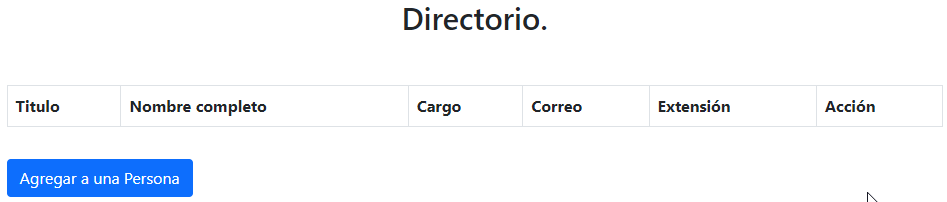 Directorio.
Titulo Nombre completo Cargo Correo Extensión Acción
Agregar a una Persona